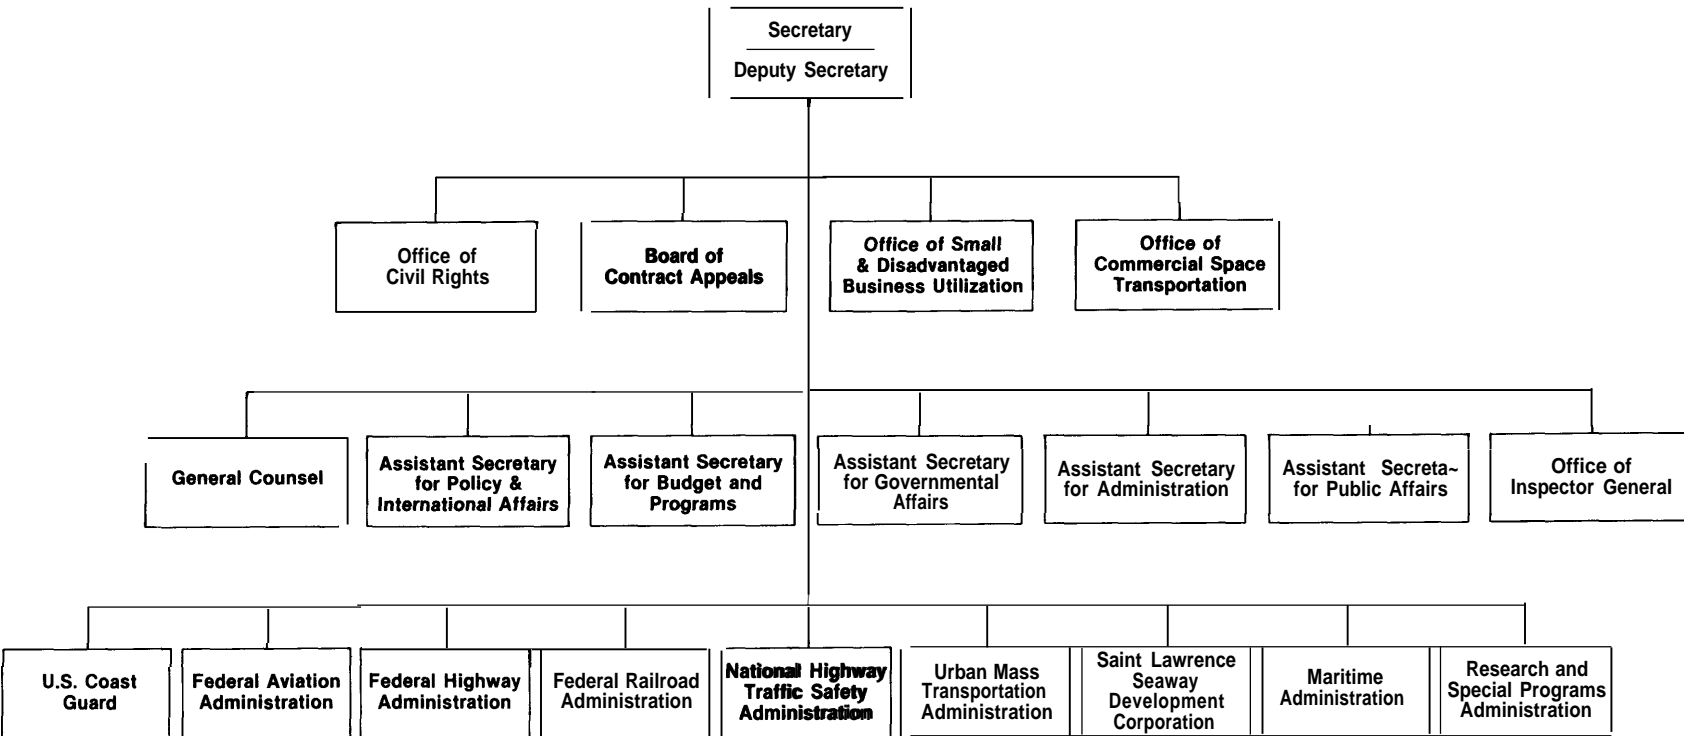 Secretary
Deputy Secretary
Office of
Civil Rights
Board of
Contract Appeals
Office of Small
& Disadvantaged
Business Utilization
Office of
Commercial Space
Transportation
General Counsel
Assistant Secretary
for Policy &
International Affairs
Assistant Secretary
for Budget and
Programs
Assistant Secretary
for Governmental
Affairs
Assistant Secretary
for Administration
Assistant Secreta~
for Public Affairs
Office of
Inspector General
U.S. Coast
Guard
Federal Aviation
Administration
Federal Highway
Administration
Federal Railroad
Administration
National Highway
Traffic Safety
Administration
Urban Mass
Transportation
Administration
Saint Lawrence
Seaway
Development
Corporation
Maritime
Administration
Research and
Special Programs
Administration